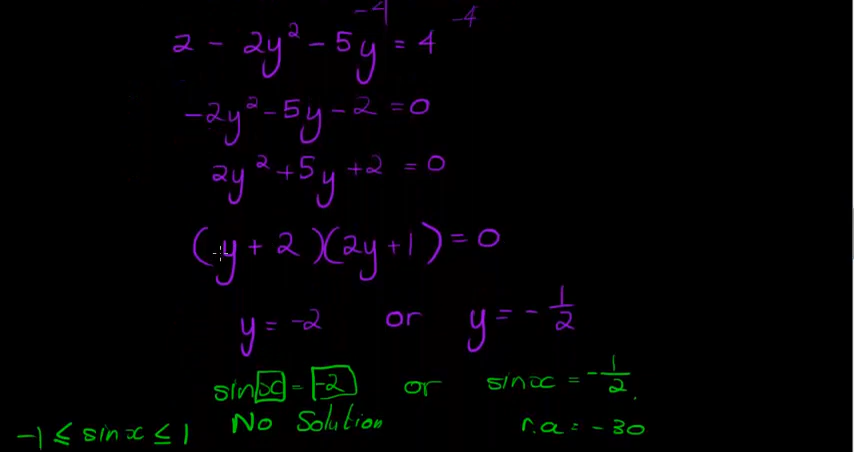 -4 -4
2 - 2y² - 5y = 4
-2y² - 5y - 2 = 0
2y² + 5y + 2 = 0
(y + 2)(2y + 1) = 0
y = -2 or y = -1/2
sin x = -2 or sin x = -1/2.
No Solution r.a = -30
-1 ≤ sin x ≤ 1